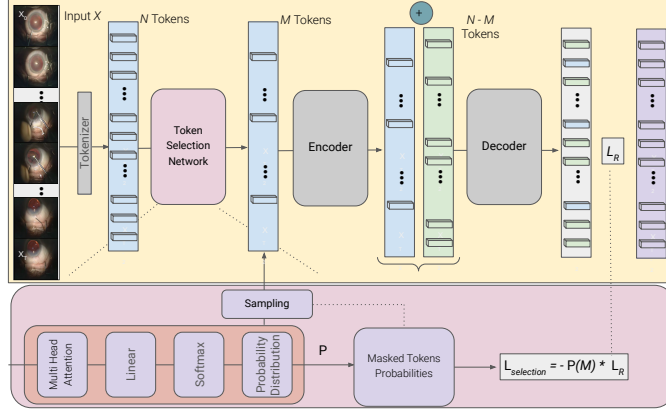 X₀
Input X
N Tokens
M Tokens
+
N - M
Tokens
Tokenizer
Token
Selection
Network
Encoder
Decoder
L_R
Sampling
Multi Head
Attention
Linear
Softmax
Probability
Distribution
P
Masked Tokens
Probabilities
L_selection = - P(M) * L_R